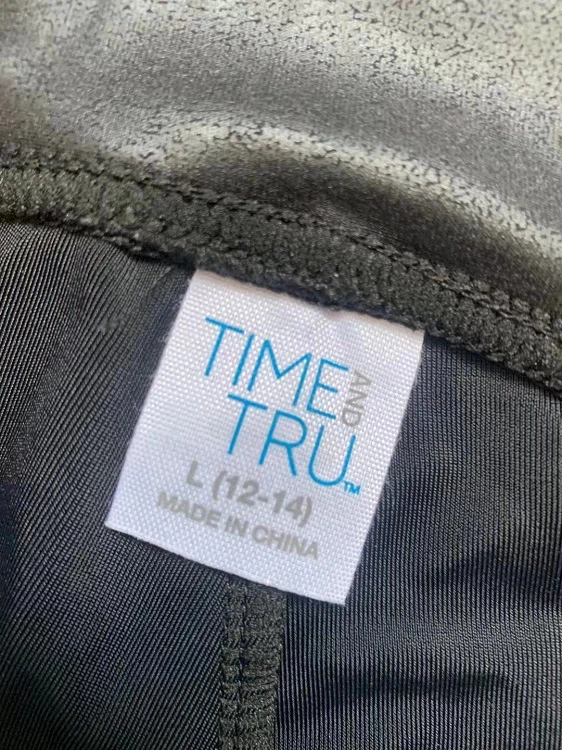 TIME AND
TRU™
L (12-14)
MADE IN CHINA